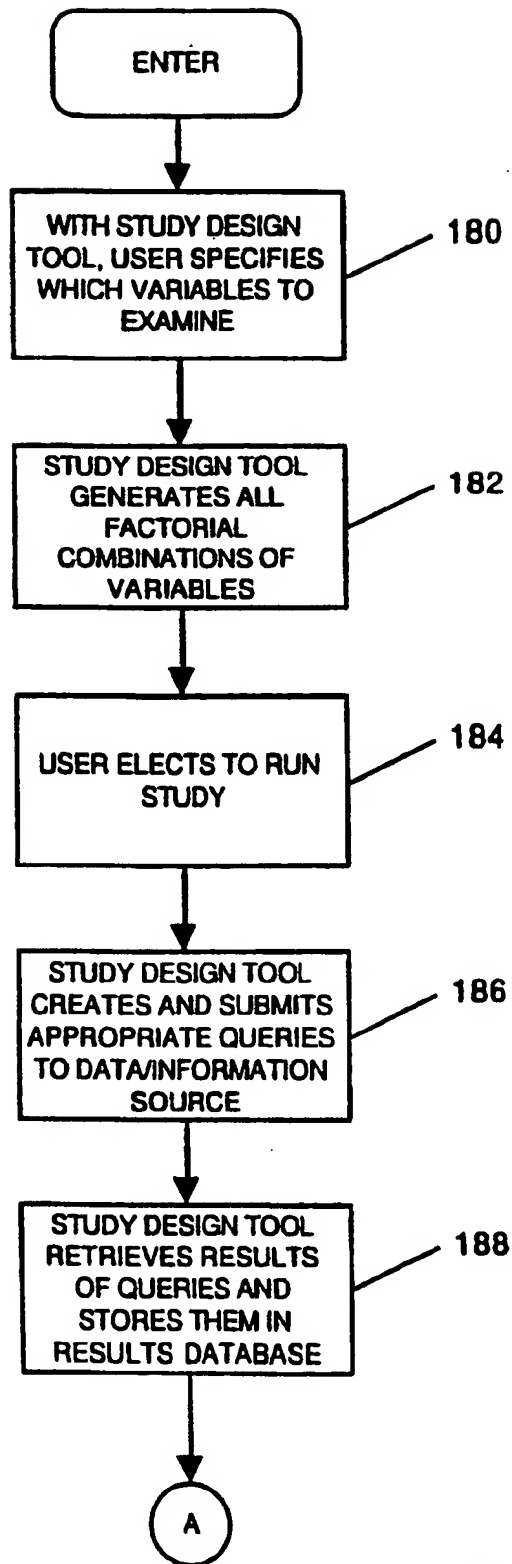 ENTER
WITH STUDY DESIGN
TOOL, USER SPECIFIES
WHICH VARIABLES TO
EXAMINE
180
STUDY DESIGN TOOL
GENERATES ALL
FACTORIAL
COMBINATIONS OF
VARIABLES
182
USER ELECTS TO RUN
STUDY
184
STUDY DESIGN TOOL
CREATES AND SUBMITS
APPROPRIATE QUERIES
TO DATA/INFORMATION
SOURCE
186
STUDY DESIGN TOOL
RETRIEVES RESULTS
OF QUERIES AND
STORES THEM IN
RESULTS DATABASE
188
A